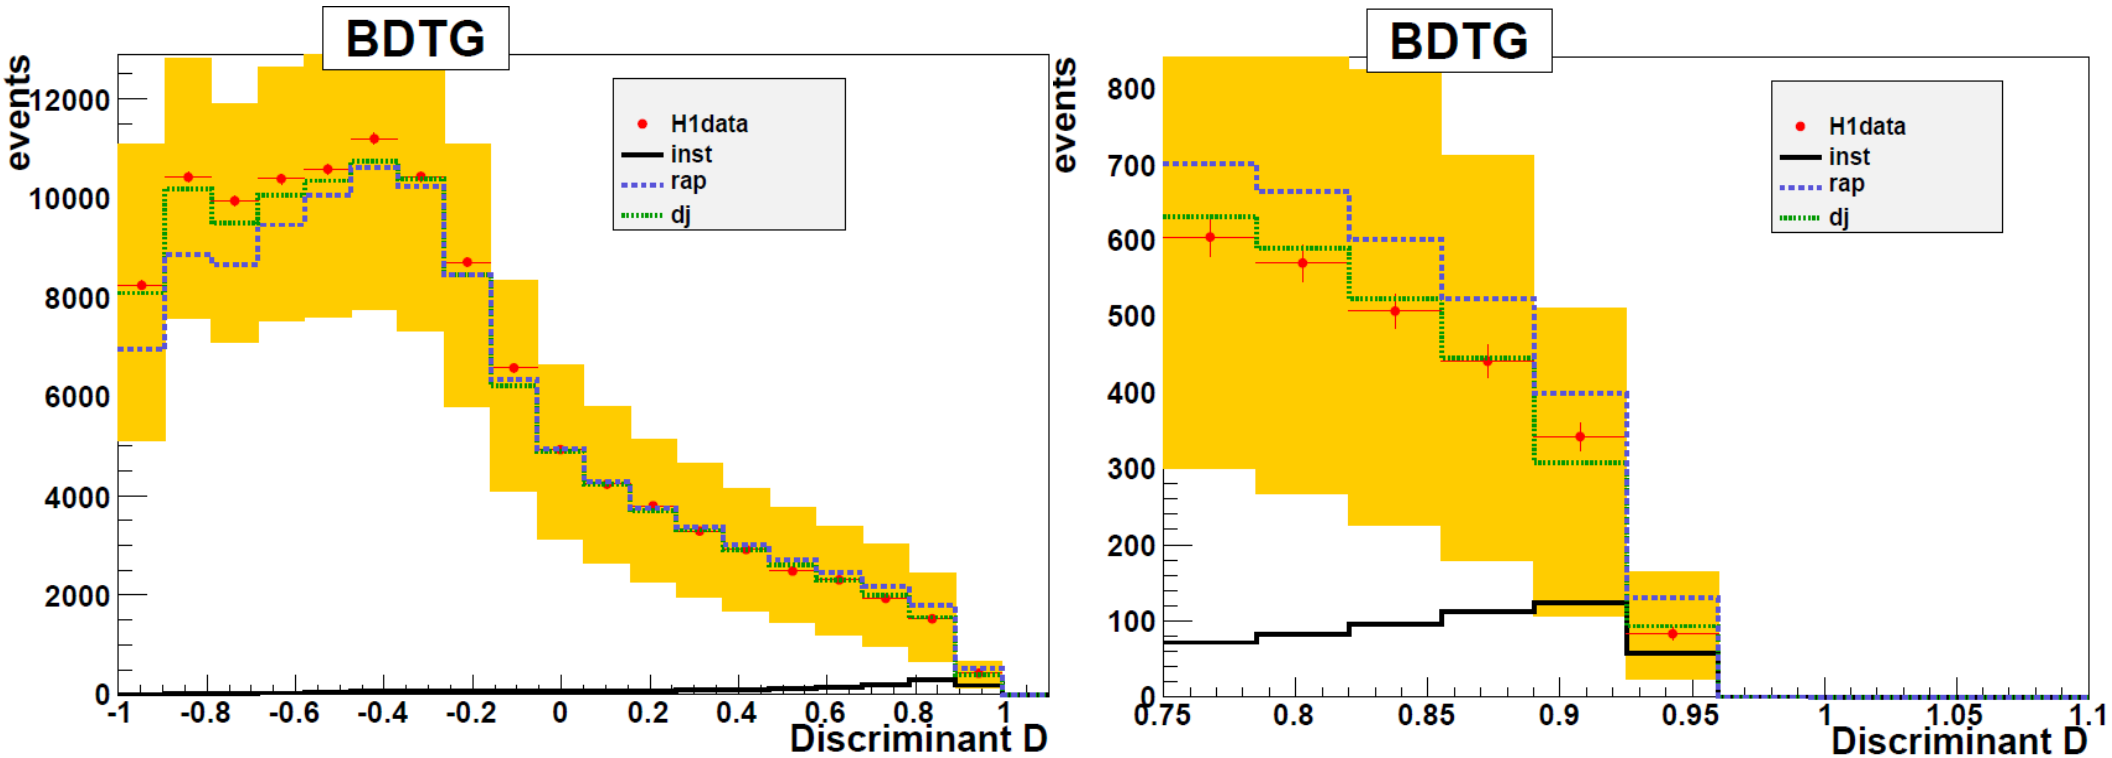 BDTG
events
12000
10000
8000
6000
4000
2000
0
H1data
inst
rap
dj
-1 -0.8 -0.6 -0.4 -0.2 0 0.2 0.4 0.6 0.8 1
Discriminant D
BDTG
events
800
700
600
500
400
300
200
100
0
H1data
inst
rap
dj
0.75 0.8 0.85 0.9 0.95 1 1.05 1.1
Discriminant D